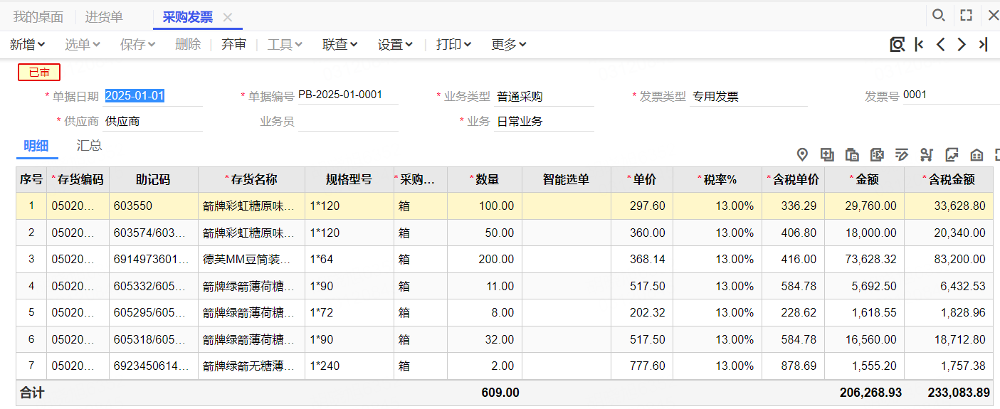 我的桌面 进货单 采购发票
新增 选单 保存 删除 弃审 工具 联查 设置 打印 更多
已审
* 单据日期 2025-01-01 * 单据编号 PB-2025-01-0001 * 业务类型 普通采购 * 发票类型 专用发票 发票号 0001
* 供应商 供应商 业务员 * 业务 日常业务
明细 汇总
序号 * 存货编码 助记码 * 存货名称 规格型号 * 采购... * 数量 智能选单 * 单价 * 税率% * 含税单价 * 金额 * 含税金额
1 05020... 603550 箭牌彩虹糖原味... 1*120 箱 100.00 297.60 13.00% 336.29 29,760.00 33,628.80
2 05020... 603574/603... 箭牌彩虹糖原味... 1*120 箱 50.00 360.00 13.00% 406.80 18,000.00 20,340.00
3 05020... 6914973601... 德芙MM豆筒装... 1*64 箱 200.00 368.14 13.00% 416.00 73,628.32 83,200.00
4 05020... 605332/605... 箭牌绿箭薄荷糖... 1*90 箱 11.00 517.50 13.00% 584.78 5,692.50 6,432.53
5 05020... 605295/605... 箭牌绿箭薄荷糖... 1*72 箱 8.00 202.32 13.00% 228.62 1,618.55 1,828.96
6 05020... 605318/605... 箭牌绿箭薄荷糖... 1*90 箱 32.00 517.50 13.00% 584.78 16,560.00 18,712.80
7 05020... 6923450614... 箭牌绿箭无糖薄... 1*240 箱 2.00 777.60 13.00% 878.69 1,555.20 1,757.38
合计 609.00 206,268.93 233,083.89